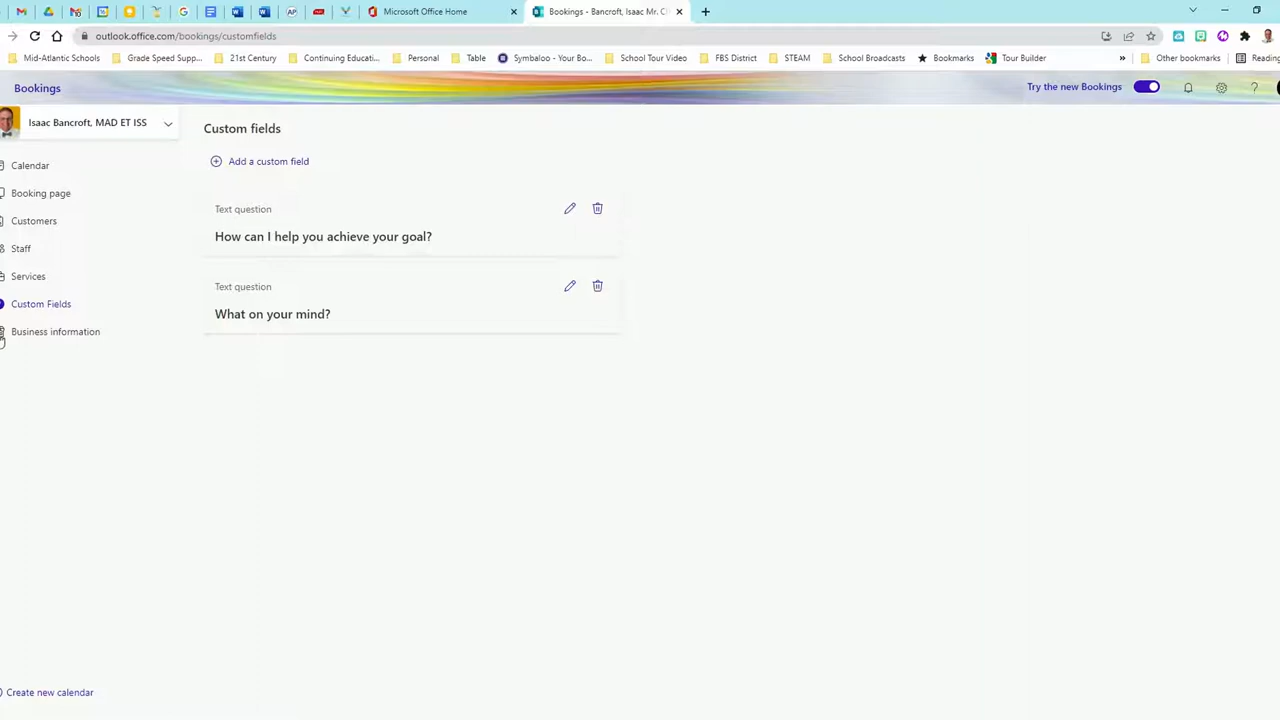 Microsoft Office Home
Bookings - Bancroft, Isaac Mr. C
outlook.office.com/bookings/customfields
Mid-Atlantic Schools
Grade Speed Supp...
21st Century
Continuing Educati...
Personal
Table
Symbaloo - Your Bo...
School Tour Video
FBS District
STEAM
School Broadcasts
Bookmarks
Tour Builder
»
Other bookmarks
Reading
Bookings
Try the new Bookings
?
Isaac Bancroft, MAD ET ISS
Custom fields
Add a custom field
Calendar
Booking page
Customers
Staff
Services
Custom Fields
Business information
Text question
How can I help you achieve your goal?
Text question
What on your mind?
Create new calendar